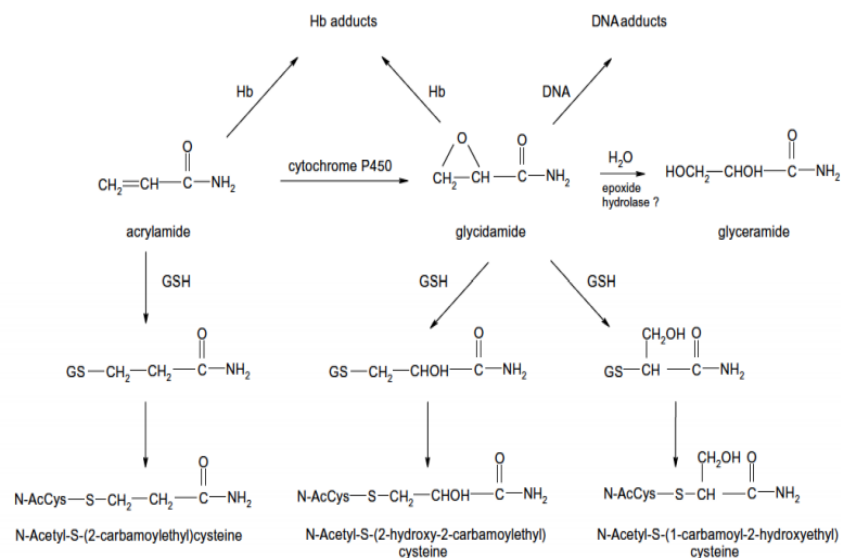 Hb adducts
DNA adducts
Hb
Hb
DNA
O
CH2=CH—C—NH2
cytochrome P450
O
O
CH2—CH—C—NH2
H2O
epoxide
hydrolase ?
O
HOCH2—CHOH—C—NH2
acrylamide
glycidamide
glyceramide
GSH
GSH
GSH
O
GS—CH2—CH2—C—NH2
O
GS—CH2—CHOH—C—NH2
CH2OH O
GS—CH—C—NH2
O
N-AcCys—S—CH2—CH2—C—NH2
N-Acetyl-S-(2-carbamoylethyl)cysteine
O
N-AcCys—S—CH2—CHOH—C—NH2
N-Acetyl-S-(2-hydroxy-2-carbamoylethyl)
cysteine
CH2OH O
N-AcCys—S—CH—C—NH2
N-Acetyl-S-(1-carbamoyl-2-hydroxyethyl)
cysteine